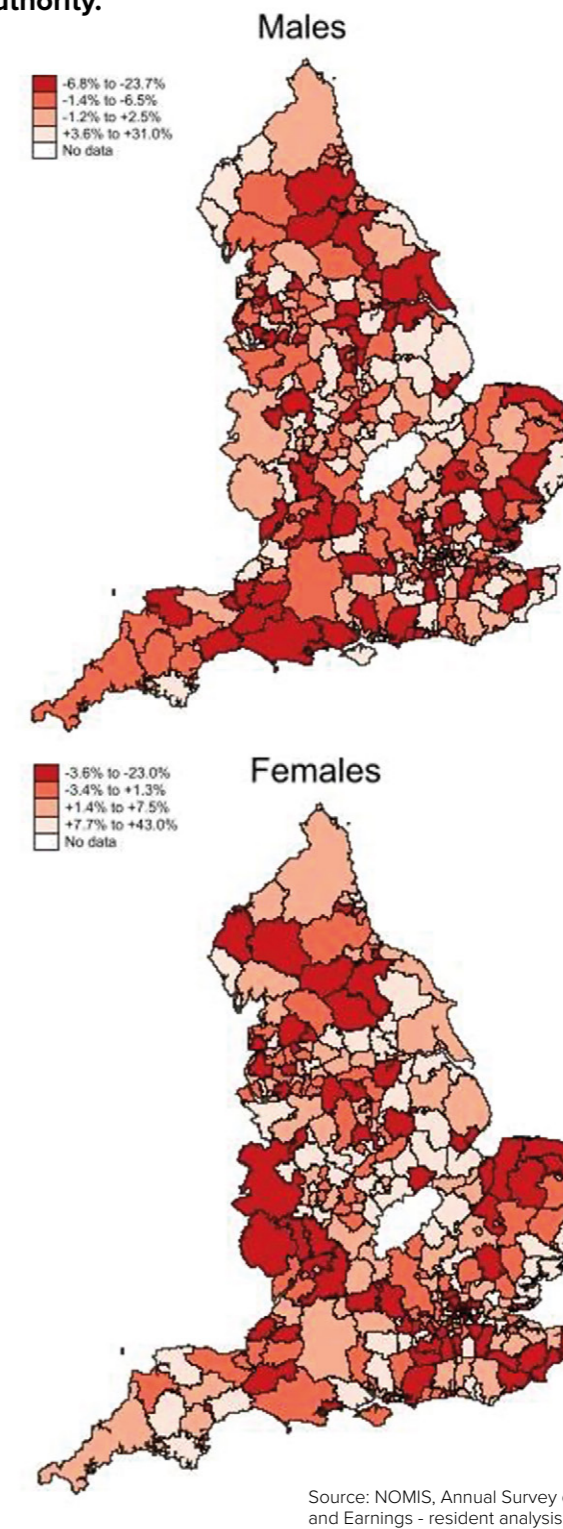 uthority.
Males
-6.8% to -23.7%
-1.4% to -6.5%
-1.2% to +2.5%
+3.6% to +31.0%
No data
Females
-3.6% to -23.0%
-3.4% to +1.3%
+1.4% to +7.5%
+7.7% to +43.0%
No data
Source: NOMIS, Annual Survey
and Earnings - resident analysis